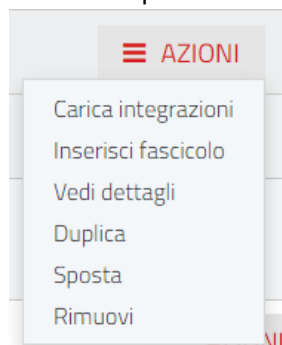 AZIONI
Carica integrazioni
Inserisci fascicolo
Vedi dettagli
Duplica
Sposta
Rimuovi